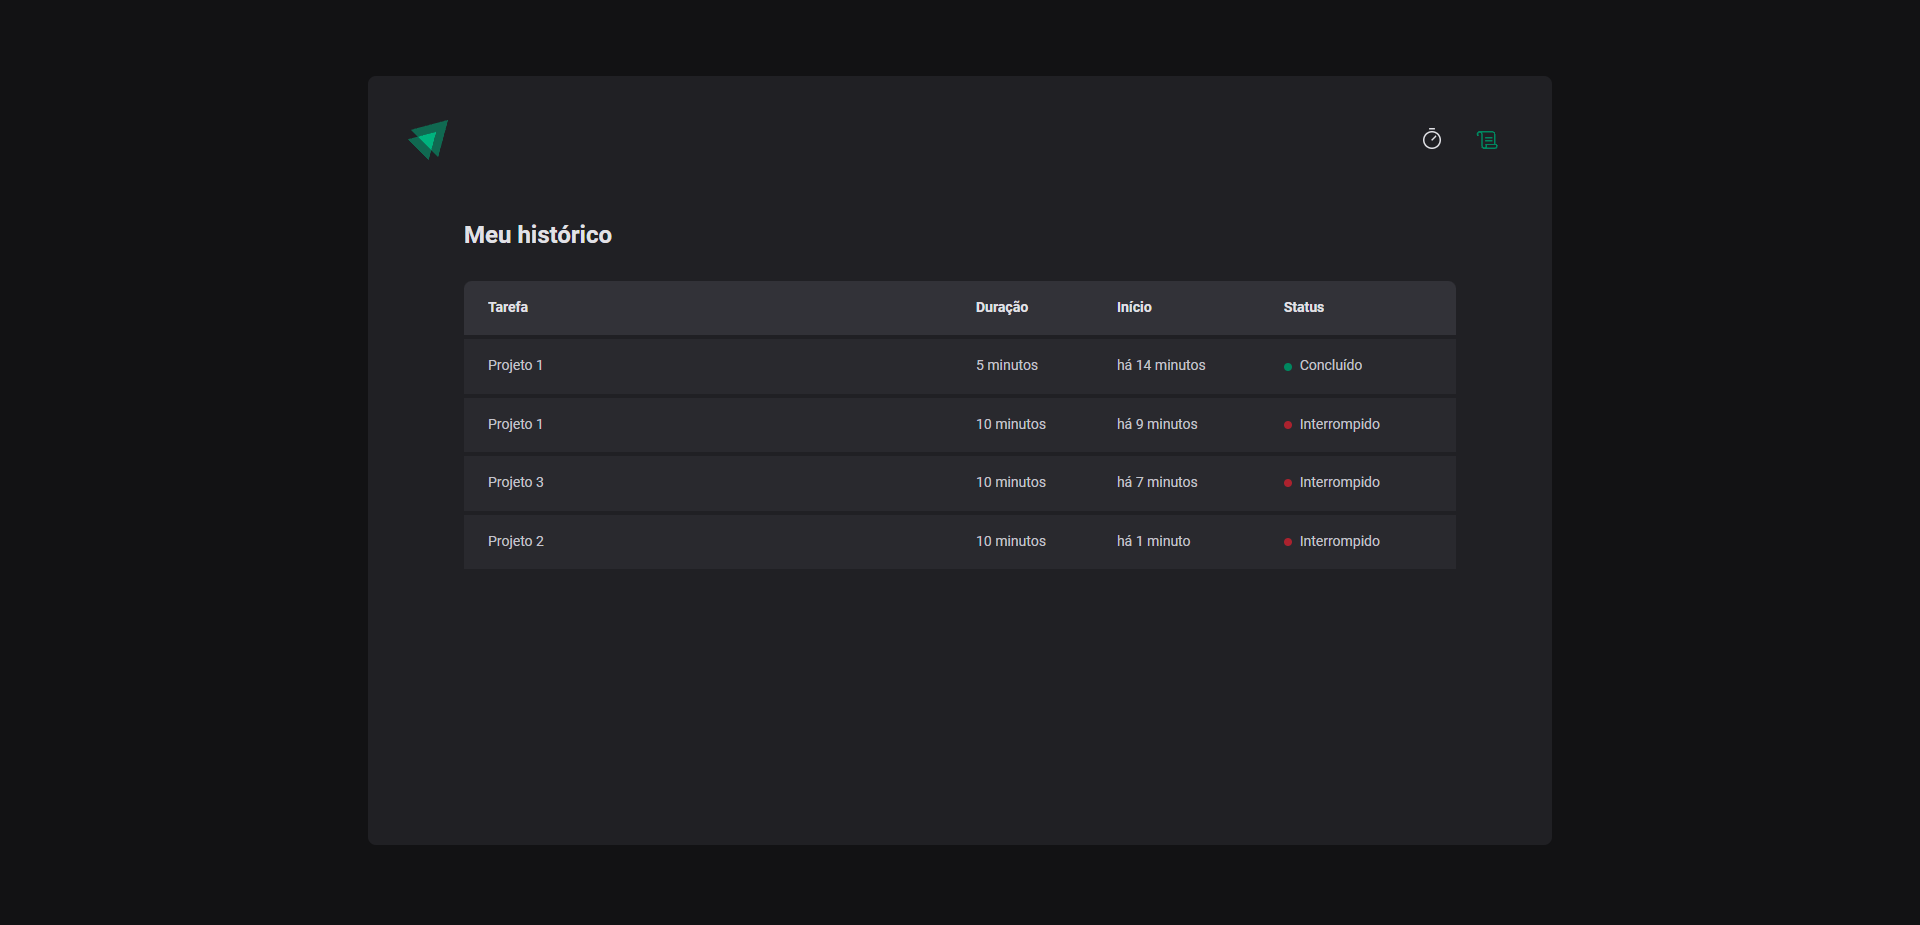 Meu histórico
Tarefa Duração Início Status
Projeto 1 5 minutos há 14 minutos Concluído
Projeto 1 10 minutos há 9 minutos Interrompido
Projeto 3 10 minutos há 7 minutos Interrompido
Projeto 2 10 minutos há 1 minuto Interrompido